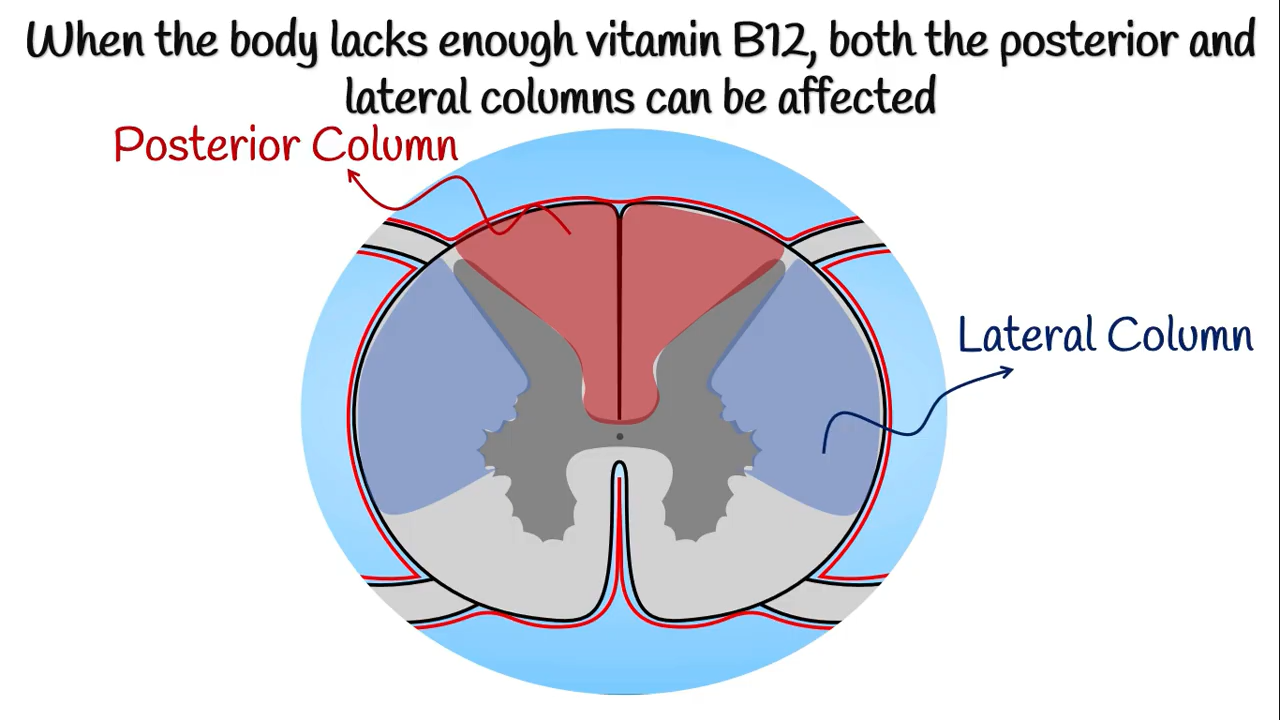 When the body lacks enough vitamin B12, both the posterior and
lateral columns can be affected
Posterior Column
Lateral Column